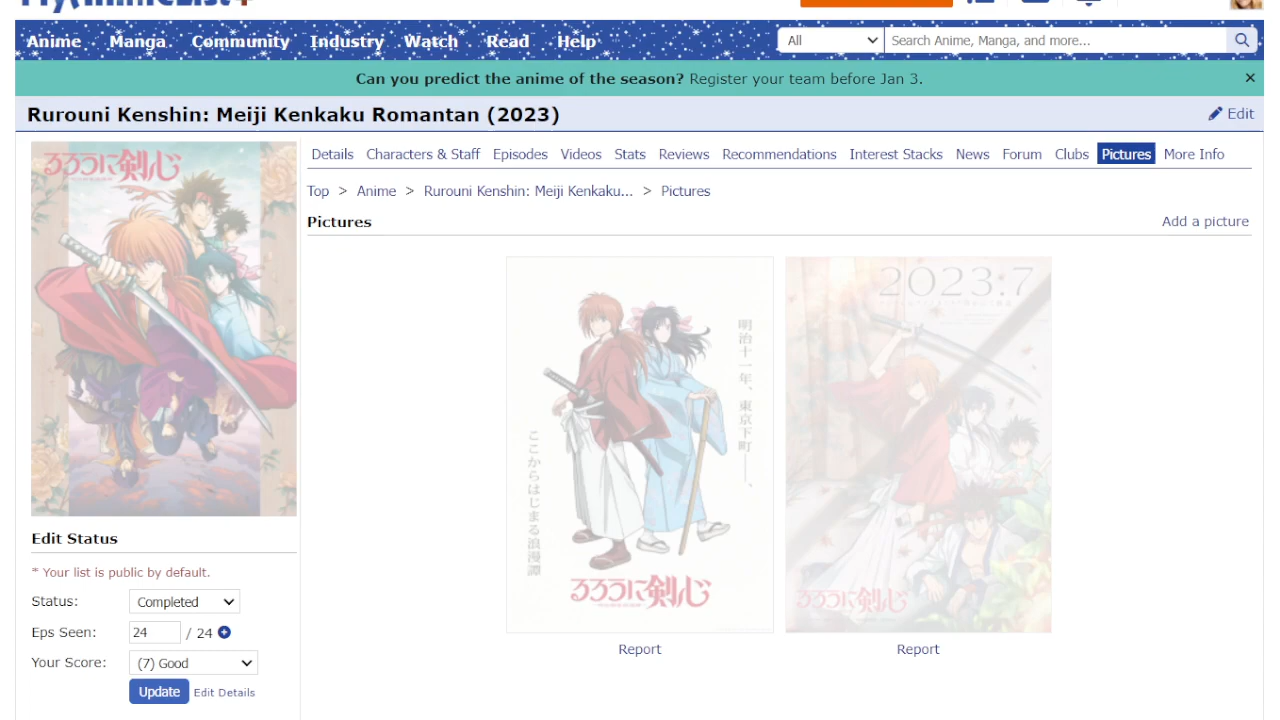 MyAnimeList
Anime Manga Community Industry Watch Read Help All Search Anime, Manga, and more...
Can you predict the anime of the season? Register your team before Jan 3. ×
Rurouni Kenshin: Meiji Kenkaku Romantan (2023) Edit
るろうに剣心
Details Characters & Staff Episodes Videos Stats Reviews Recommendations Interest Stacks News Forum Clubs Pictures More Info
Top > Anime > Rurouni Kenshin: Meiji Kenkaku... > Pictures
Pictures Add a picture
明治十一年、東京下町──、
ここからはじまる浪漫譚
るろうに剣心
Report
2023.7
るろうに剣心
Report
Edit Status
* Your list is public by default.
Status: Completed
Eps Seen: 24 / 24
Your Score: (7) Good
Update Edit Details